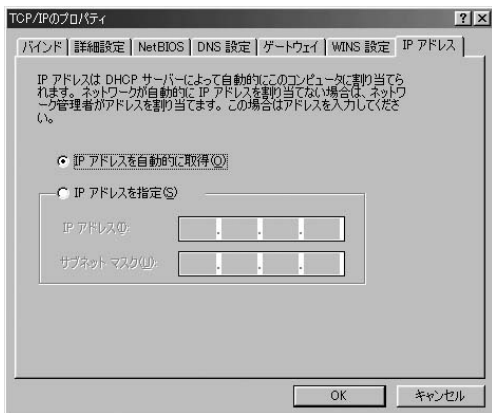 TCP/IPのプロパティ
バインド 詳細設定 NetBIOS DNS 設定 ゲートウェイ WINS 設定 IP アドレス
IP アドレスは DHCP サーバーによって自動的にこのコンピュータに割り当てら
れます。ネットワークが自動的に IP アドレスを割り当てない場合は、ネットワ
ーク管理者がアドレスを割り当てます。この場合はアドレスを入力してくださ
い。
IP アドレスを自動的に取得(O)
IP アドレスを指定(S)
IP アドレス(I):
サブネット マスク(U):
OK キャンセル